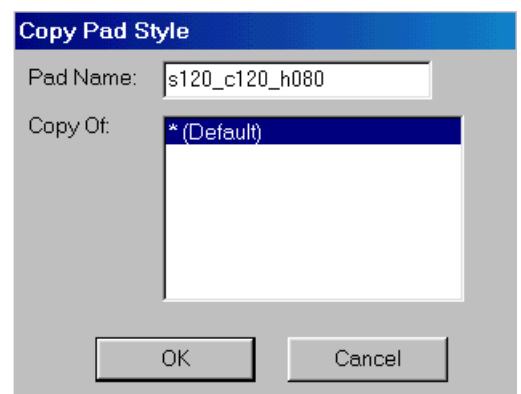 Copy Pad Style
Pad Name: s120_c120_h080
Copy Of: * (Default)
OK Cancel